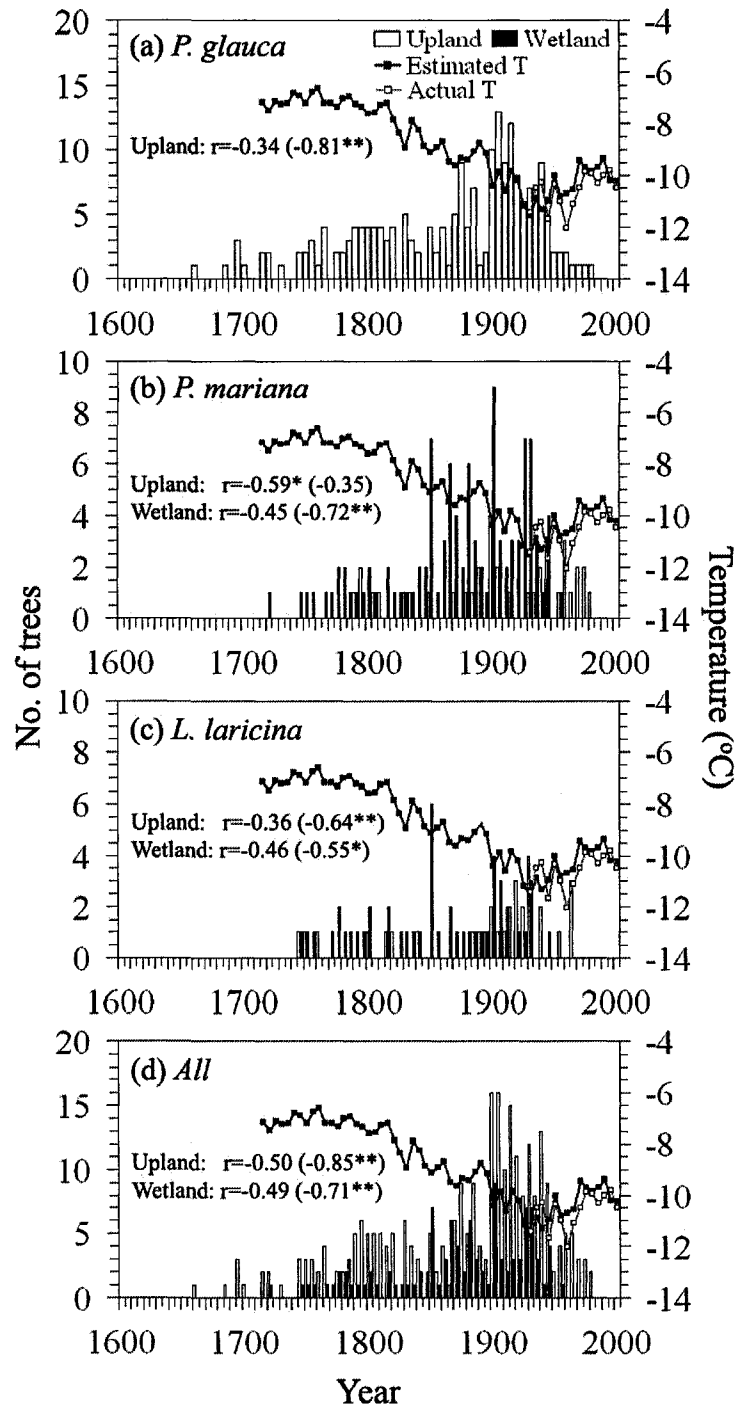 (a) P. glauca
Upland Wetland
Estimated T
Actual T
Upland: r=-0.34 (-0.81**)
20
15
10
5
0
-4
-6
-8
-10
-12
-14
1600 1700 1800 1900 2000
(b) P. mariana
Upland: r=-0.59* (-0.35)
Wetland: r=-0.45 (-0.72**)
10
8
6
4
2
0
-4
-6
-8
-10
-12
-14
1600 1700 1800 1900 2000
No. of trees
Temperature (ºC)
(c) L. laricina
Upland: r=-0.36 (-0.64**)
Wetland: r=-0.46 (-0.55*)
10
8
6
4
2
0
-4
-6
-8
-10
-12
-14
1600 1700 1800 1900 2000
(d) All
Upland: r=-0.50 (-0.85**)
Wetland: r=-0.49 (-0.71**)
20
15
10
5
0
-4
-6
-8
-10
-12
-14
1600 1700 1800 1900 2000
Year